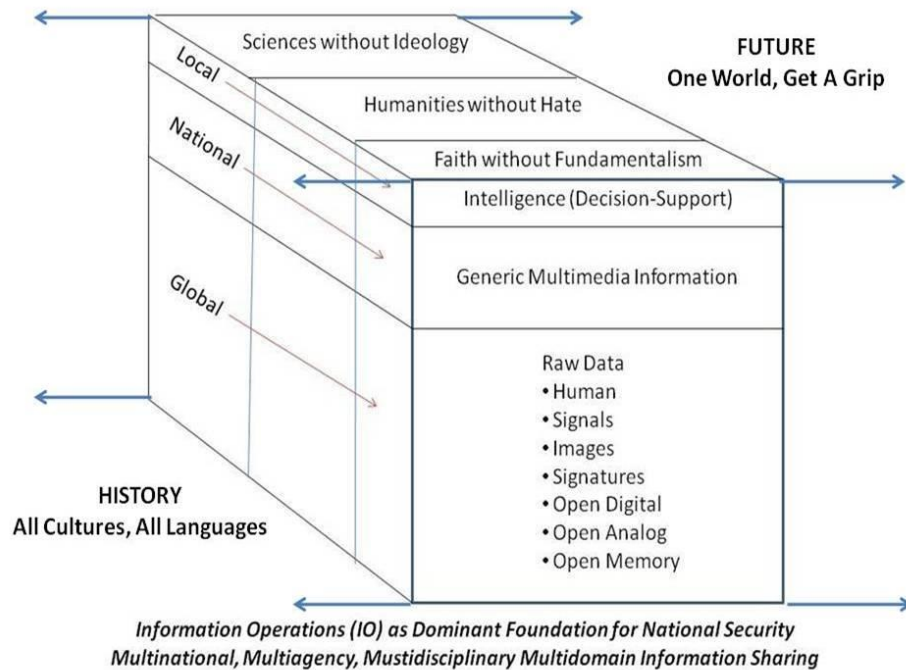 Sciences without Ideology
FUTURE
One World, Get A Grip
Local
Humanities without Hate
National
Faith without Fundamentalism
Intelligence (Decision-Support)
Generic Multimedia Information
Global
Raw Data
• Human
• Signals
• Images
• Signatures
• Open Digital
• Open Analog
• Open Memory
HISTORY
All Cultures, All Languages
Information Operations (IO) as Dominant Foundation for National Security
Multinational, Multiagency, Mustidisciplinary Multidomain Information Sharing